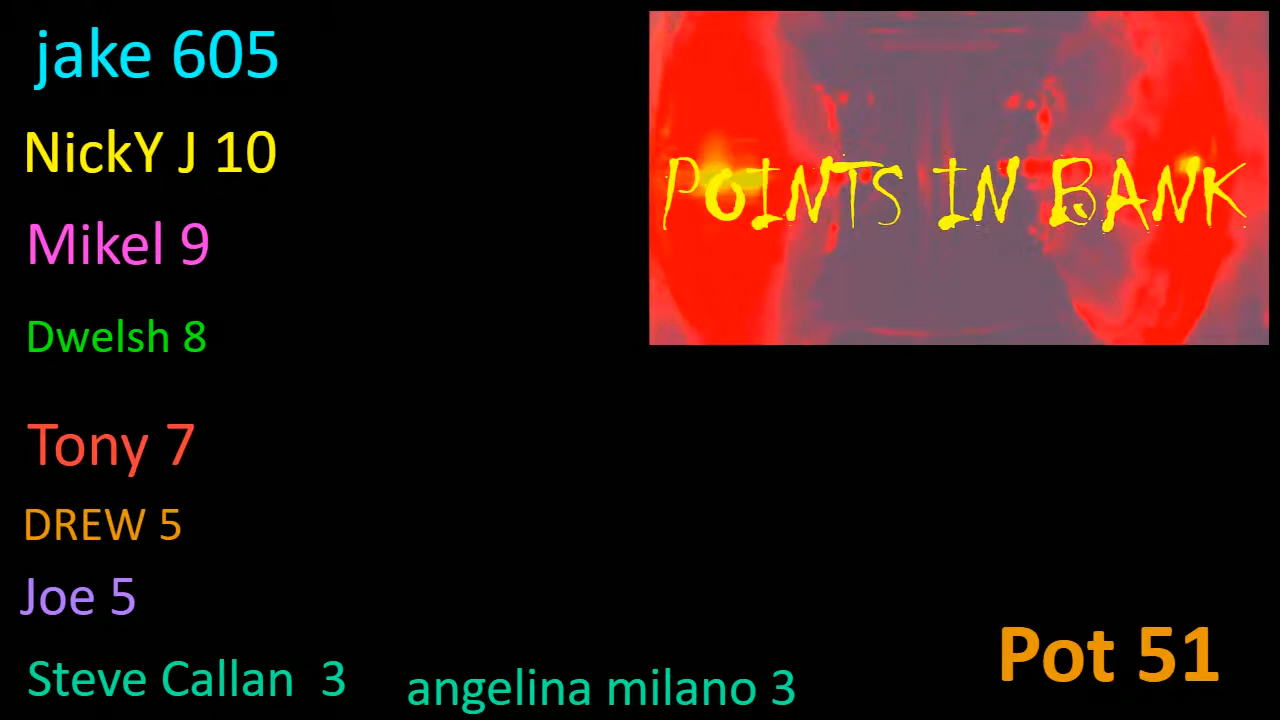 jake 605
POINTS IN BANK
NickY J 10
Mikel 9
Dwelsh 8
Tony 7
DREW 5
Joe 5
Steve Callan  3
angelina milano 3
Pot 51